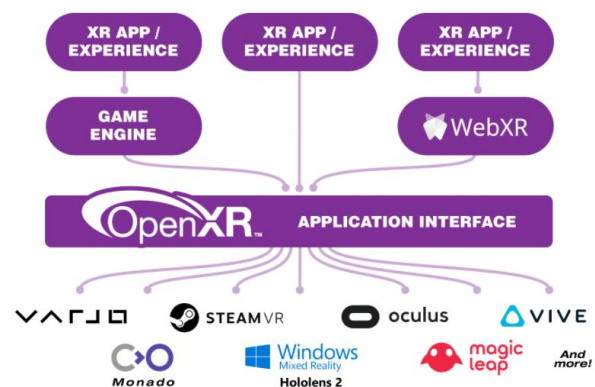 XR APP /
EXPERIENCE
XR APP /
EXPERIENCE
XR APP /
EXPERIENCE
GAME
ENGINE
WebXR
OpenXR™ APPLICATION INTERFACE
VARJO
STEAMVR
oculus
VIVE
Monado
Windows
Mixed Reality
Hololens 2
magic
leap
And
more!